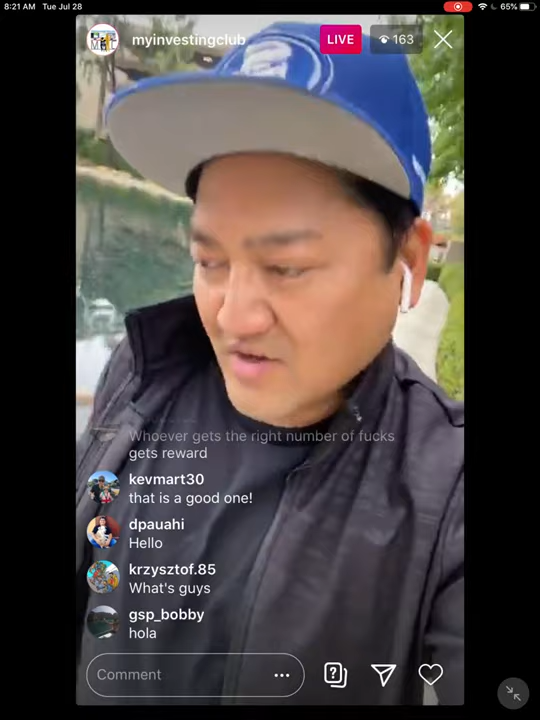 8:21 AM Tue Jul 28
65%
myinvestingclub
LIVE
163
Whoever gets the right number of fucks
gets reward
kevmart30
that is a good one!
dpauahi
Hello
krzysztof.85
What's guys
gsp_bobby
hola
Comment